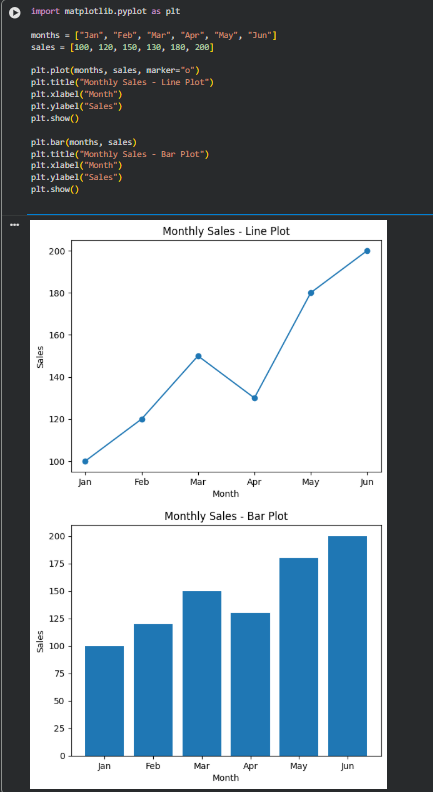 import matplotlib.pyplot as plt
months = ["Jan", "Feb", "Mar", "Apr", "May", "Jun"]
sales = [100, 120, 150, 130, 180, 200]
plt.plot(months, sales, marker="o")
plt.title("Monthly Sales - Line Plot")
plt.xlabel("Month")
plt.ylabel("Sales")
plt.show()
plt.bar(months, sales)
plt.title("Monthly Sales - Bar Plot")
plt.xlabel("Month")
plt.ylabel("Sales")
plt.show()
Monthly Sales - Line Plot
200
180
160
140
120
100
Sales
Jan Feb Mar Apr May Jun
Month
Monthly Sales - Bar Plot
200
175
150
125
100
75
50
25
0
Sales
Jan Feb Mar Apr May Jun
Month